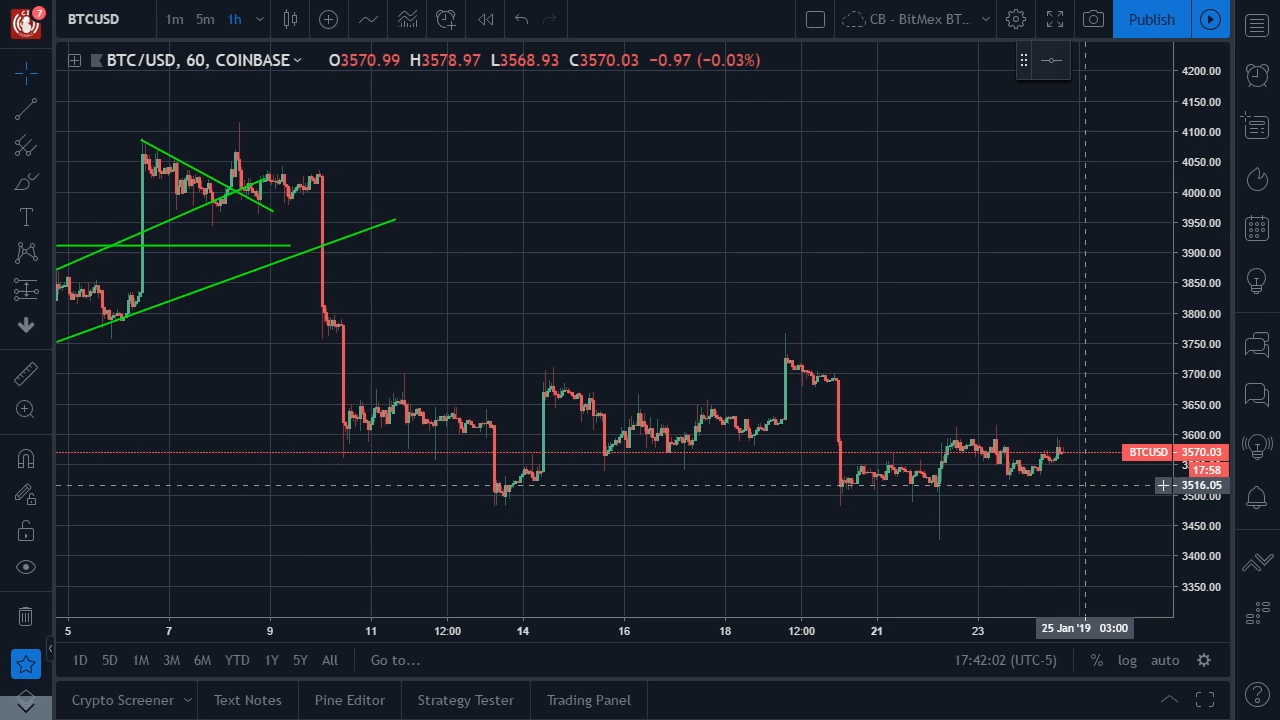 7
BTCUSD
1m 5m 1h
CB - BitMex BT...
Publish
BTC/USD, 60, COINBASE O3570.99 H3578.97 L3568.93 C3570.03 −0.97 (−0.03%)
4200.00
4150.00
4100.00
4050.00
4000.00
3950.00
3900.00
3850.00
3800.00
3750.00
3700.00
3650.00
3600.00
BTCUSD 3570.03
17:58
3516.05
3500.00
3450.00
3400.00
3350.00
5 7 9 11 12:00 14 16 18 12:00 21 23 25 Jan '19 03:00
1D 5D 1M 3M 6M YTD 1Y 5Y All Go to... 17:42:02 (UTC-5) % log auto
Crypto Screener Text Notes Pine Editor Strategy Tester Trading Panel